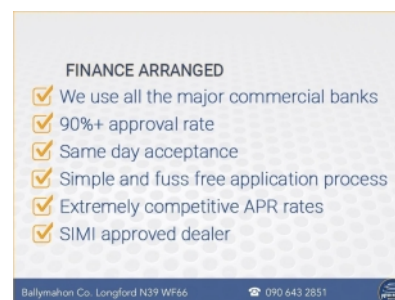 FINANCE ARRANGED
We use all the major commercial banks
90%+ approval rate
Same day acceptance
Simple and fuss free application process
Extremely competitive APR rates
SIMI approved dealer
Ballymahon Co. Longford N39 WF66 090 643 2851